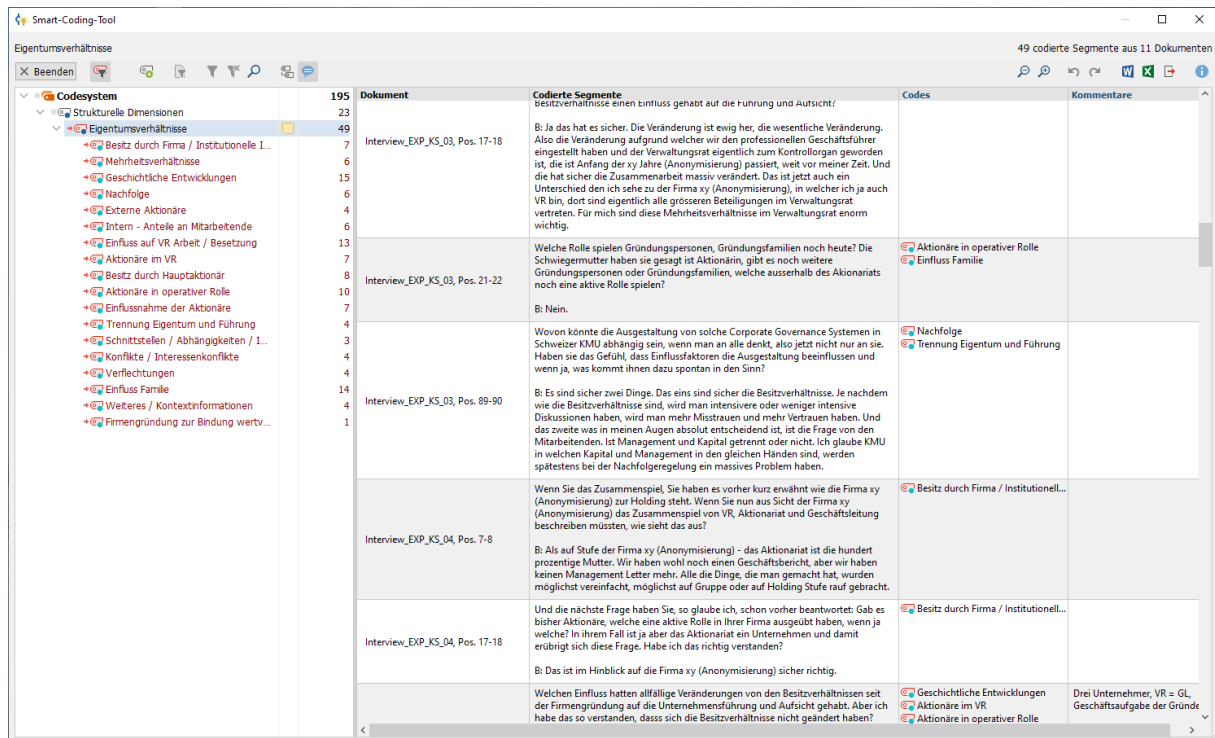 Smart-Coding-Tool
Eigentumsverhältnisse
49 codierte Segmente aus 11 Dokumenten
Beenden
Codesystem 195
Strukturelle Dimensionen 23
Eigentumsverhältnisse 49
Besitz durch Firma / Institutionelle I... 7
Mehrheitsverhältnisse 6
Geschichtliche Entwicklungen 15
Nachfolge 6
Externe Aktionäre 4
Intern - Anteile an Mitarbeitende 6
Einfluss auf VR Arbeit / Besetzung 13
Aktionäre im VR 7
Besitz durch Hauptaktionär 8
Aktionäre in operativer Rolle 10
Einflussnahme der Aktionäre 7
Trennung Eigentum und Führung 4
Schnittstellen / Abhängigkeiten / I... 3
Konflikte / Interessenkonflikte 4
Verflechtungen 4
Einfluss Familie 14
Weiteres / Kontextinformationen 4
Firmengründung zur Bindung wertv... 1
Dokument Codierte Segmente Codes Kommentare
Besitzverhältnisse einen Einfluss gehabt auf die Führung und Aufsicht?
Interview_EXP_KS_03, Pos. 17-18
B: Ja das hat es sicher. Die Veränderung ist ewig her, die wesentliche Veränderung.
Also die Veränderung aufgrund welcher wir den professionellen Geschäftsführer
eingestellt haben und der Verwaltungsrat eigentlich zum Kontrollorgan geworden
ist, die ist Anfang der xy Jahre (Anonymisierung) passiert, weit vor meiner Zeit. Und
die hat sicher die Zusammenarbeit massiv verändert. Das ist jetzt auch ein
Unterschied den ich sehe zu der Firma xy (Anonymisierung), in welcher ich ja auch
VR bin, dort sind eigentlich alle grösseren Beteiligungen im Verwaltungsrat
vertreten. Für mich sind diese Mehrheitsverhältnisse im Verwaltungsrat enorm
wichtig.
Interview_EXP_KS_03, Pos. 21-22
Welche Rolle spielen Gründungspersonen, Gründungsfamilien noch heute? Die
Schwiegermutter haben sie gesagt ist Aktionärin, gibt es noch weitere
Gründungspersonen oder Gründungsfamilien, welche ausserhalb des Akionariats
noch eine aktive Rolle spielen?
B: Nein.
Aktionäre in operativer Rolle
Einfluss Familie
Interview_EXP_KS_03, Pos. 89-90
Wovon könnte die Ausgestaltung von solche Corporate Governance Systemen in
Schweizer KMU abhängig sein, wenn man an alle denkt, also jetzt nicht nur an sie.
Haben sie das Gefühl, dass Einflussfaktoren die Ausgestaltung beeinflussen und
wenn ja, was kommt ihnen dazu spontan in den Sinn?
B: Es sind sicher zwei Dinge. Das eins sind sicher die Besitzverhältnisse. Je nachdem
wie die Besitzverhältnisse sind, wird man intensivere oder weniger intensive
Diskussionen haben, wird man mehr Misstrauen und mehr Vertrauen haben. Und
das zweite was in meinen Augen absolut entscheidend ist, ist die Frage von den
Mitarbeitenden. Ist Management und Kapital getrennt oder nicht. Ich glaube KMU
in welchen Kapital und Management in den gleichen Händen sind, werden
spätestens bei der Nachfolgeregelung ein massives Problem haben.
Nachfolge
Trennung Eigentum und Führung
Interview_EXP_KS_04, Pos. 7-8
Wenn Sie das Zusammenspiel, Sie haben es vorher kurz erwähnt wie die Firma xy
(Anonymisierung) zur Holding steht. Wenn Sie nun aus Sicht der Firma xy
(Anonymisierung) das Zusammenspiel von VR, Aktionariat und Geschäftsleitung
beschreiben müssten, wie sieht das aus?
B: Als auf Stufe der Firma xy (Anonymisierung) - das Aktionariat ist die hundert
prozentige Mutter. Wir haben wohl noch einen Geschäftsbericht, aber wir haben
keinen Management Letter mehr. Alle die Dinge, die man gemacht hat, wurden
möglichst vereinfacht, möglichst auf Gruppe oder auf Holding Stufe rauf gebracht.
Besitz durch Firma / Institutionell...
Interview_EXP_KS_04, Pos. 17-18
Und die nächste Frage haben Sie, so glaube ich, schon vorher beantwortet: Gab es
bisher Aktionäre, welche eine aktive Rolle in Ihrer Firma ausgeübt haben, wenn ja
welche? In ihrem Fall ist ja aber das Aktionariat ein Unternehmen und damit
erübrigt sich diese Frage. Habe ich das richtig verstanden?
B: Das ist im Hinblick auf die Firma xy (Anonymisierung) sicher richtig.
Besitz durch Firma / Institutionell...
Welchen Einfluss hatten allfällige Veränderungen von den Besitzverhältnissen seit
der Firmengründung auf die Unternehmensführung und Aufsicht gehabt. Aber ich
habe das so verstanden, dasss sich die Besitzverhältnisse nicht geändert haben?
Geschichtliche Entwicklungen
Aktionäre im VR
Aktionäre in operativer Rolle
Drei Unternehmer, VR = GL,
Geschäftsaufgabe der Gründe